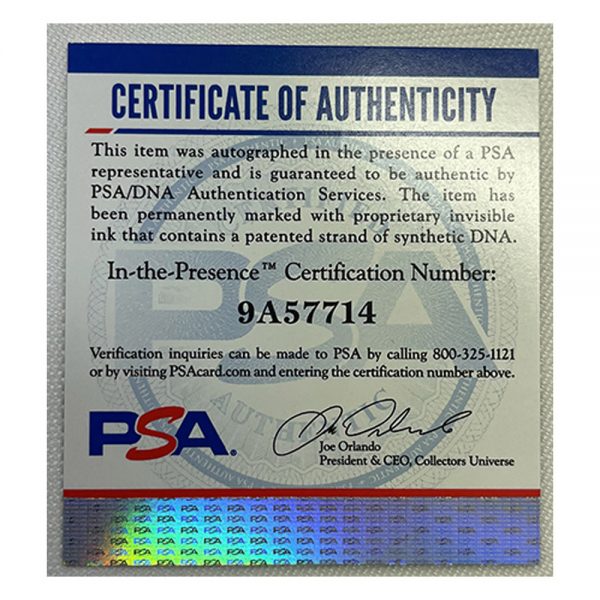 CERTIFICATE OF AUTHENTICITY
This item was autographed in the presence of a PSA
representative and is guaranteed to be authentic by
PSA/DNA Authentication Services. The item has
been permanently marked with proprietary invisible
ink that contains a patented strand of synthetic DNA.
In-the-Presence™ Certification Number:
9A57714
Verification inquiries can be made to PSA by calling 800-325-1121
or by visiting PSAcard.com and entering the certification number above.
PSA®
Joe Orlando
President & CEO, Collectors Universe